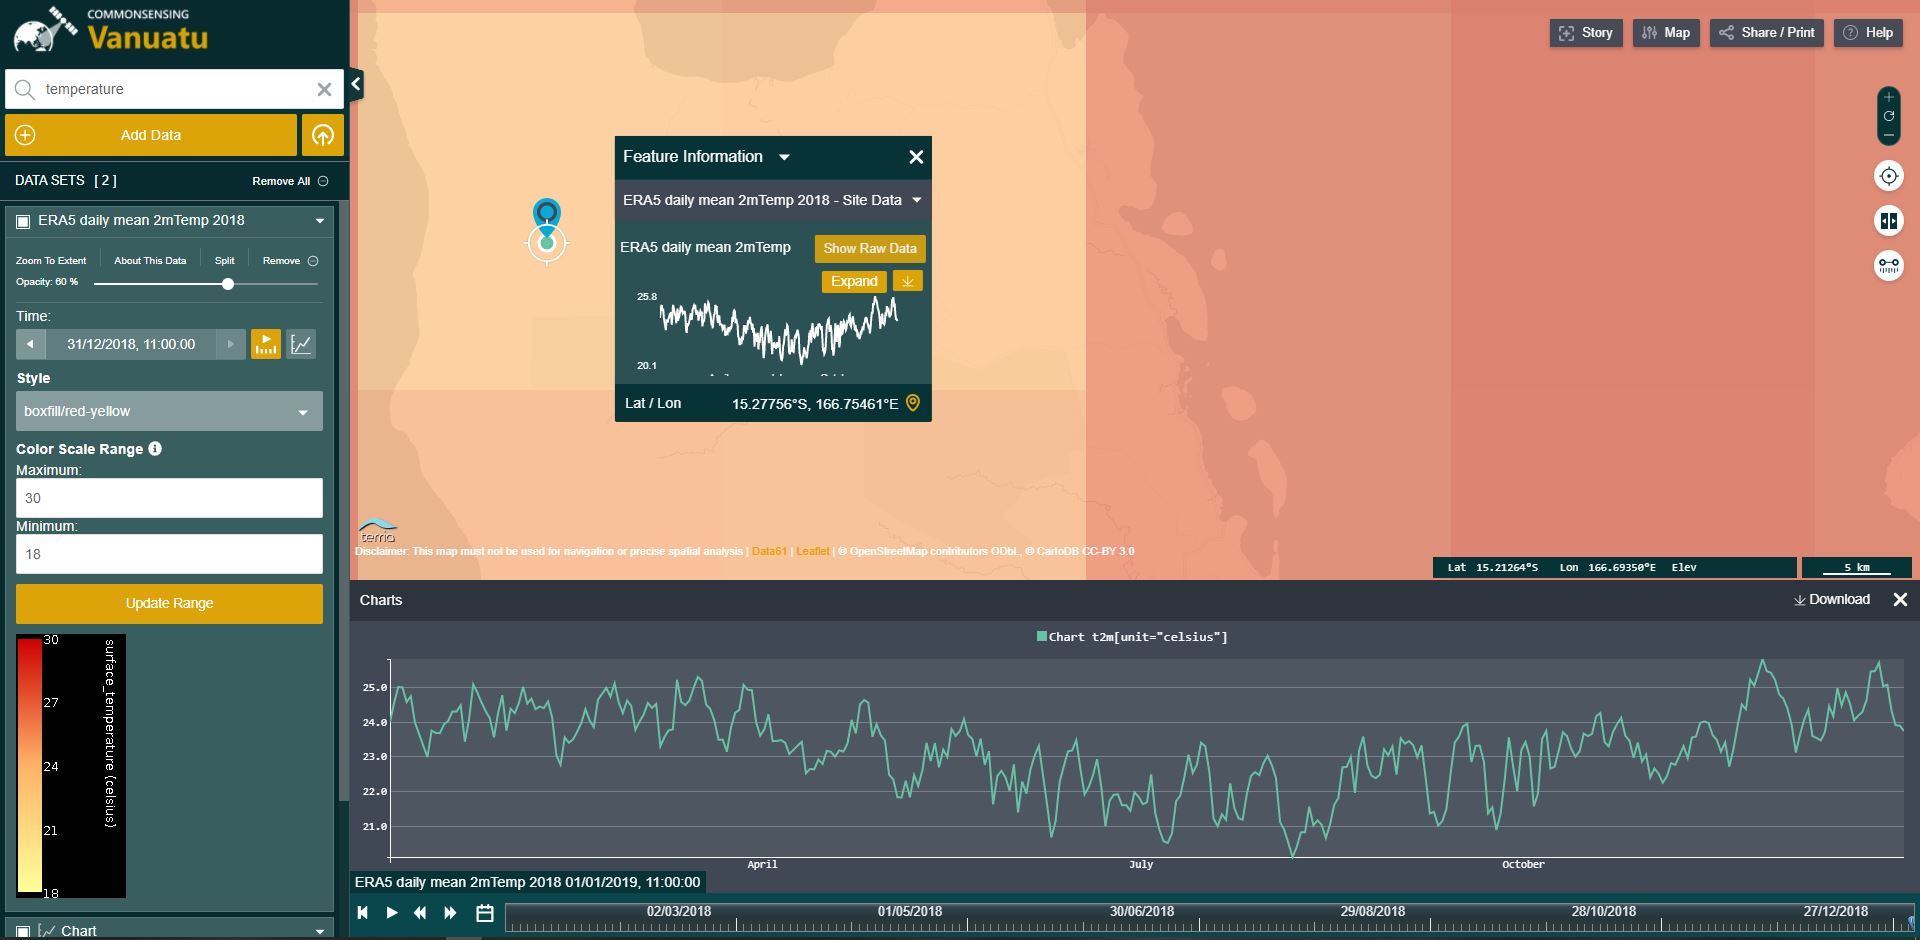 COMMONSENSING
Vanuatu
temperature
Add Data
DATA SETS [ 2 ]
Remove All
ERA5 daily mean 2mTemp 2018
Zoom To Extent
About This Data
Split
Remove
Opacity: 60 %
Time:
31/12/2018, 11:00:00
Style
boxfill/red-yellow
Color Scale Range
Maximum:
30
Minimum:
18
Update Range
30
27
24
21
18
surface_temperature (celsius)
Chart
Story
Map
Share / Print
Help
Feature Information
ERA5 daily mean 2mTemp 2018 - Site Data
ERA5 daily mean 2mTemp
Show Raw Data
Expand
25.8
20.1
Lat / Lon
15.27756°S, 166.75461°E
terria
Disclaimer: This map must not be used for navigation or precise spatial analysis | Data61 | Leaflet | © OpenStreetMap contributors ODbL, © CartoDB CC-BY 3.0
Lat 15.21264°S Lon 166.69350°E Elev
5 km
Charts
Download
Chart t2m[unit="celsius"]
25.0
24.0
23.0
22.0
21.0
April
July
October
ERA5 daily mean 2mTemp 2018 01/01/2019, 11:00:00
02/03/2018
01/05/2018
30/06/2018
29/08/2018
28/10/2018
27/12/2018